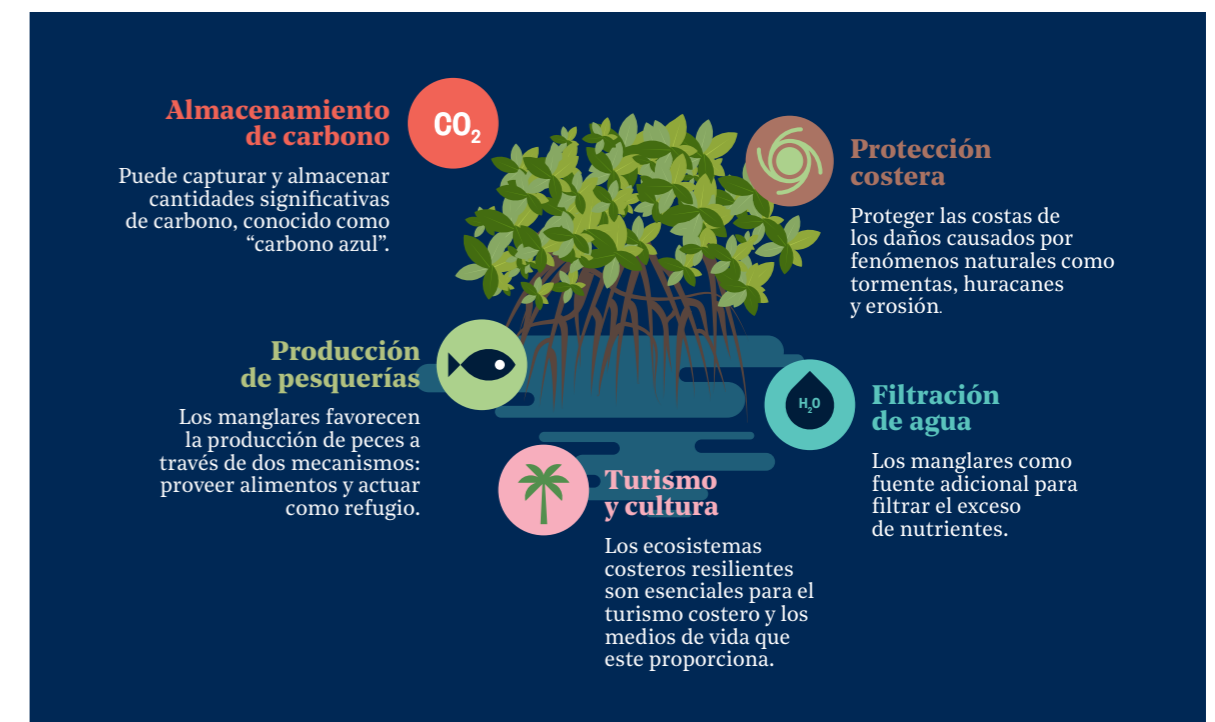 Almacenamiento
de carbono
CO₂
Puede capturar y almacenar
cantidades significativas
de carbono, conocido como
“carbono azul”.
Protección
costera
Proteger las costas de
los daños causados por
fenómenos naturales como
tormentas, huracanes
y erosión.
Producción
de pesquerías
Los manglares favorecen
la producción de peces a
través de dos mecanismos:
proveer alimentos y actuar
como refugio.
H₂O
Filtración
de agua
Los manglares como
fuente adicional para
filtrar el exceso
de nutrientes.
Turismo
y cultura
Los ecosistemas
costeros resilientes
son esenciales para el
turismo costero y los
medios de vida que
este proporciona.